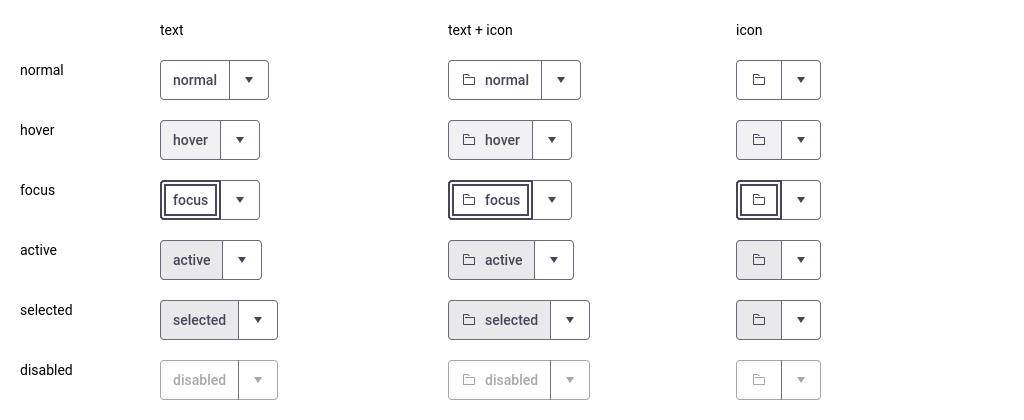 text text + icon icon
normal normal normal
hover hover hover
focus focus focus
active active active
selected selected selected
disabled disabled disabled